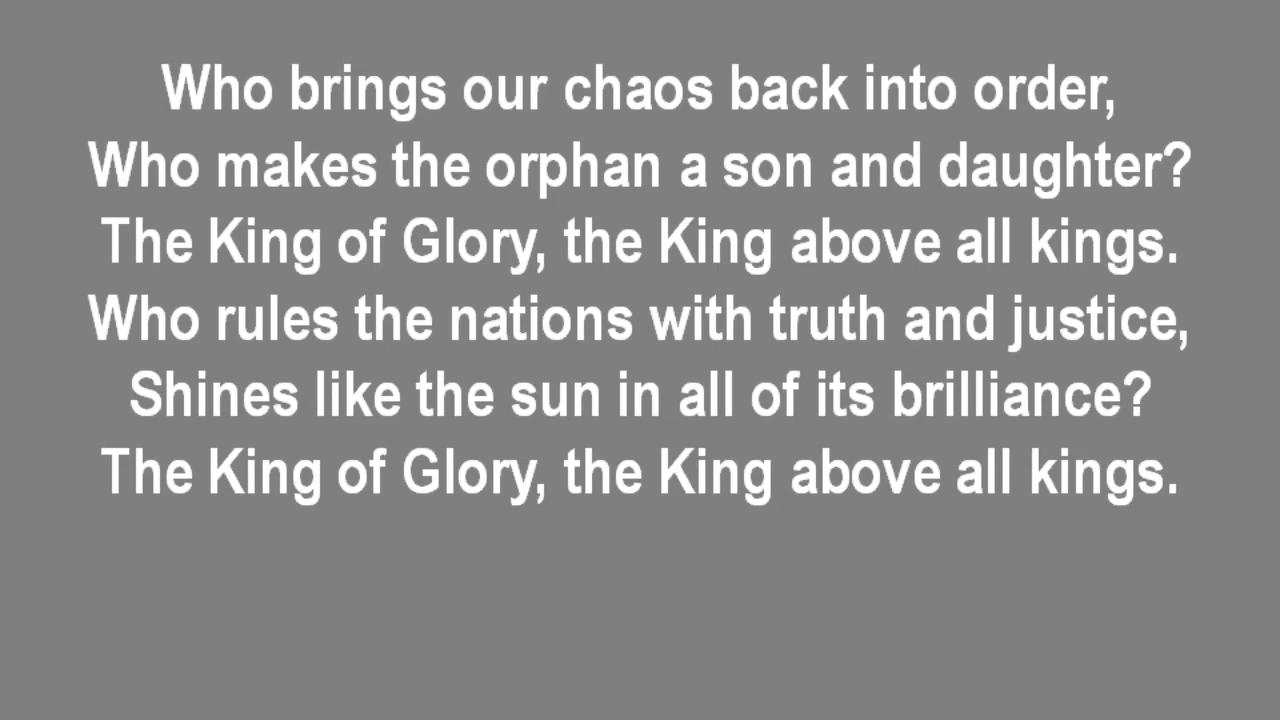 Who brings our chaos back into order,
Who makes the orphan a son and daughter?
The King of Glory, the King above all kings.
Who rules the nations with truth and justice,
Shines like the sun in all of its brilliance?
The King of Glory, the King above all kings.